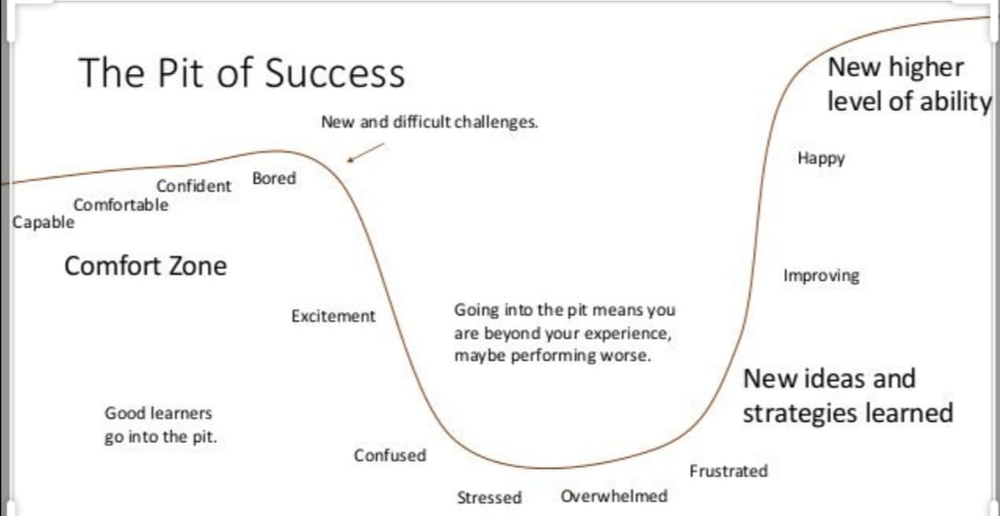 The Pit of Success
New and difficult challenges.
New higher
level of ability
Happy
Bored
Confident
Comfortable
Capable
Comfort Zone
Improving
Excitement
Going into the pit means you
are beyond your experience,
maybe performing worse.
New ideas and
strategies learned
Good learners
go into the pit.
Confused
Frustrated
Stressed
Overwhelmed